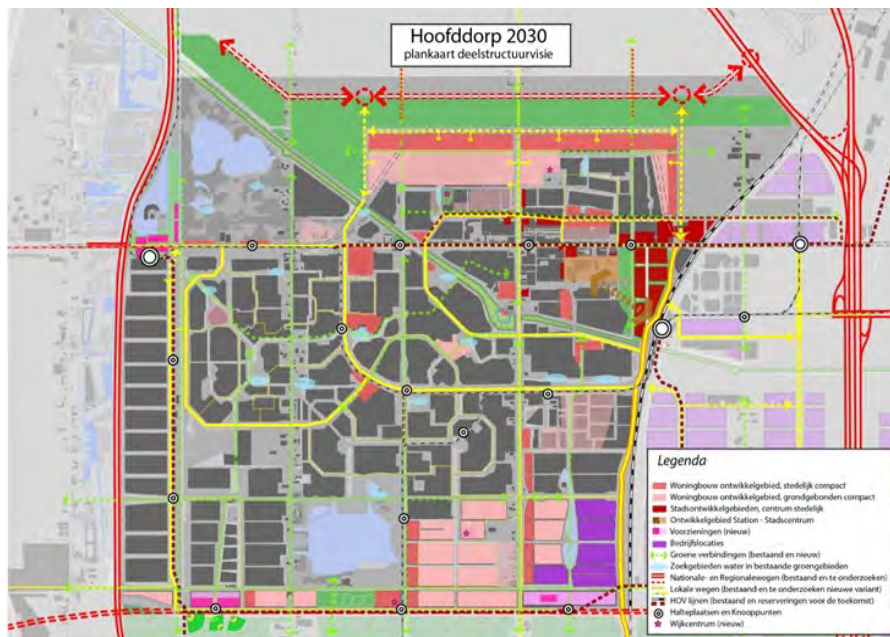 Hoofddorp 2030
plankaart deelstructuurvisie
Legenda
Woningbouw ontwikkelgebied, stedelijk compact
Woningbouw ontwikkelgebied, grondgebonden compact
Stadsontwikkelgebieden, centrum stedelijk
Ontwikkelgebied Station - Stadscentrum
Voorzieningen (nieuw)
Bedrijfslocaties
Groene verbindingen (bestaand en nieuw)
Zoekgebieden water in bestaande groengebieden
Nationale- en Regionalewegen (bestaand en te onderzoeken)
Lokale wegen (bestaand en te onderzoeken nieuwe variant)
HOV lijnen (bestaand en reserveringen voor de toekomst)
Halteplaatsen en Knooppunten
Wijkcentrum (nieuw)